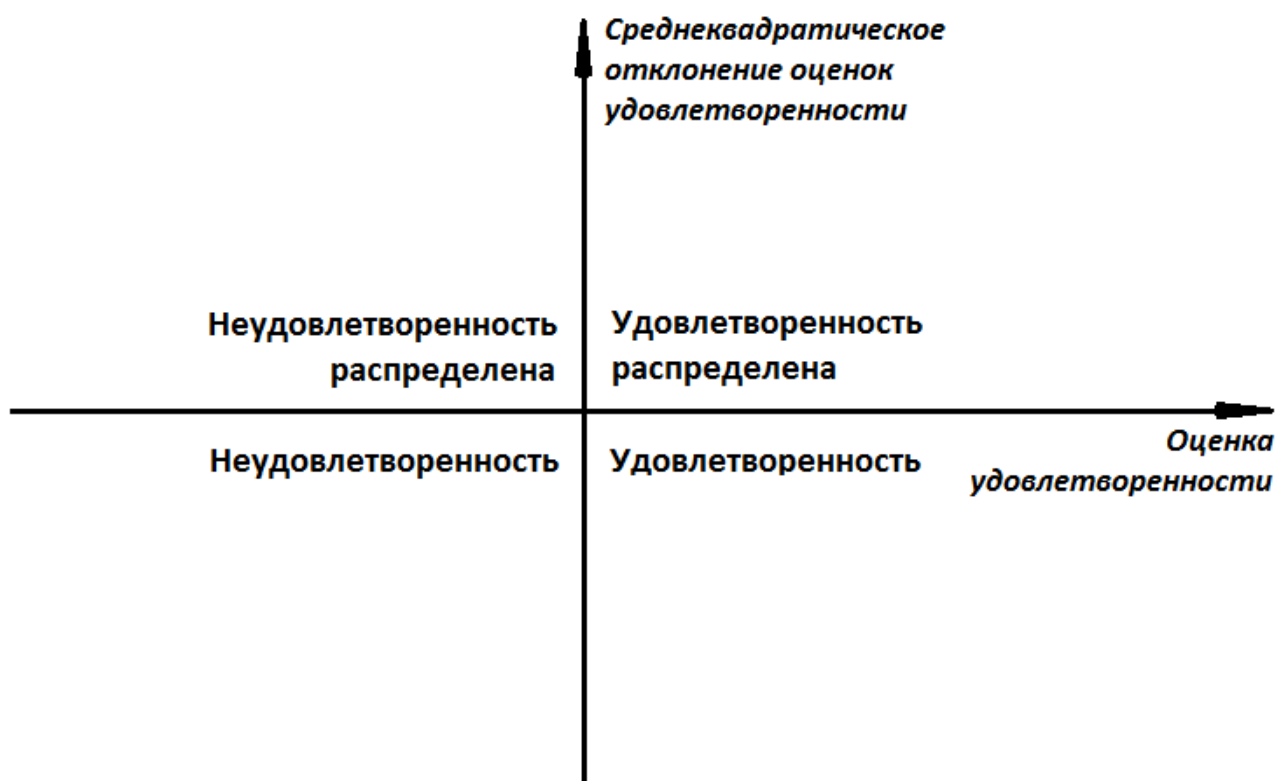 Среднеквадратическое
отклонение оценок
удовлетворенности
Неудовлетворенность
распределена
Удовлетворенность
распределена
Неудовлетворенность
Удовлетворенность
Оценка
удовлетворенности